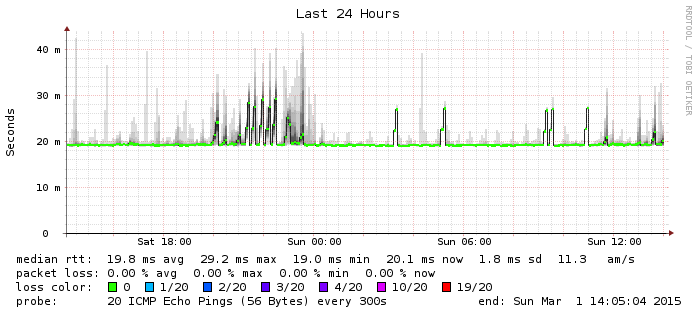 Last 24 Hours
RRDTOOL / TOBI OETIKER
Seconds
40 m
30 m
20 m
10 m
0
Sat 18:00 Sun 00:00 Sun 06:00 Sun 12:00
median rtt: 19.8 ms avg 29.2 ms max 19.0 ms min 20.1 ms now 1.8 ms sd 11.3 am/s
packet loss: 0.00 % avg 0.00 % max 0.00 % min 0.00 % now
loss color: 0 1/20 2/20 3/20 4/20 10/20 19/20
probe: 20 ICMP Echo Pings (56 Bytes) every 300s end: Sun Mar 1 14:05:04 2015